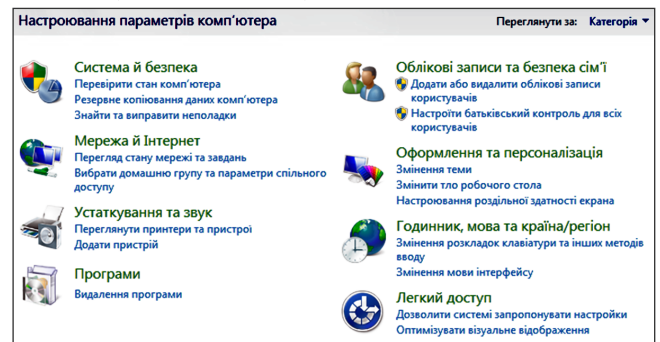 Настроювання параметрів комп’ютера
Переглянути за: Категорія
Система й безпека
Перевірити стан комп’ютера
Резервне копіювання даних комп’ютера
Знайти та виправити неполадки
Мережа й Інтернет
Перегляд стану мережі та завдань
Вибрати домашню групу та параметри спільного
доступу
Устаткування та звук
Переглянути принтери та пристрої
Додати пристрій
Програми
Видалення програми
Облікові записи та безпека сім’ї
Додати або видалити облікові записи
користувачів
Настроїти батьківський контроль для всіх
користувачів
Оформлення та персоналізація
Змінення теми
Змінити тло робочого стола
Настроювання роздільної здатності екрана
Годинник, мова та країна/регіон
Змінення розкладок клавіатури та інших методів
вводу
Змінення мови інтерфейсу
Легкий доступ
Дозволити системі запропонувати настройки
Оптимізувати візуальне відображення